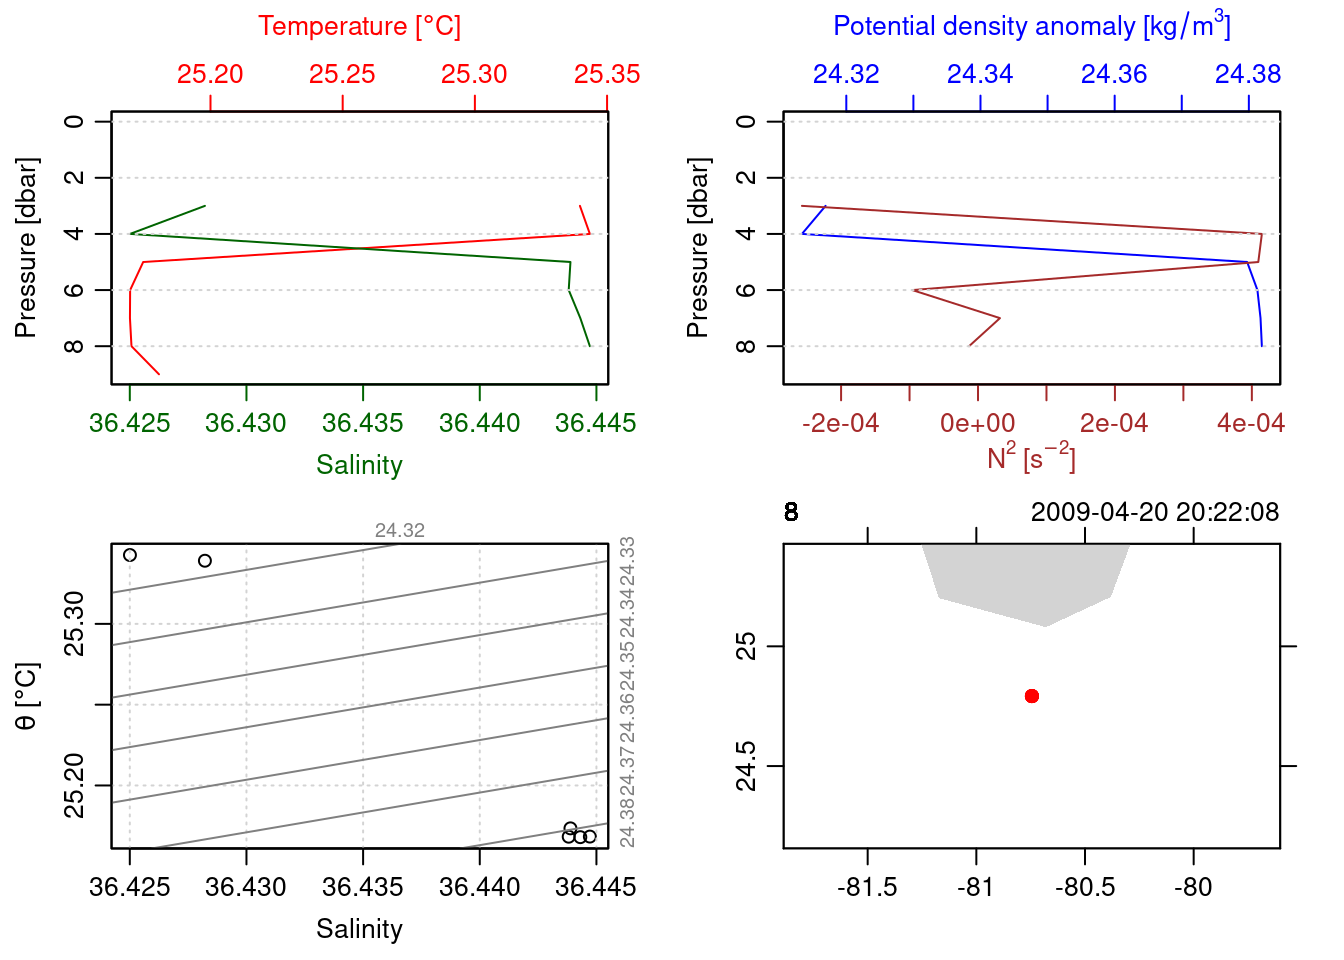 Temperature [°C]
25.20 25.25 25.30 25.35
Pressure [dbar]
0
2
4
6
8
36.425 36.430 36.435 36.440 36.445
Salinity
Potential density anomaly [kg/m³]
24.32 24.34 24.36 24.38
Pressure [dbar]
0
2
4
6
8
-2e-04 0e+00 2e-04 4e-04
N² [s⁻²]
24.32
θ [°C]
25.30
25.20
24.33
24.34
24.35
24.36
24.37
24.38
36.425 36.430 36.435 36.440 36.445
Salinity
8 2009-04-20 20:22:08
25
24.5
-81.5 -81 -80.5 -80